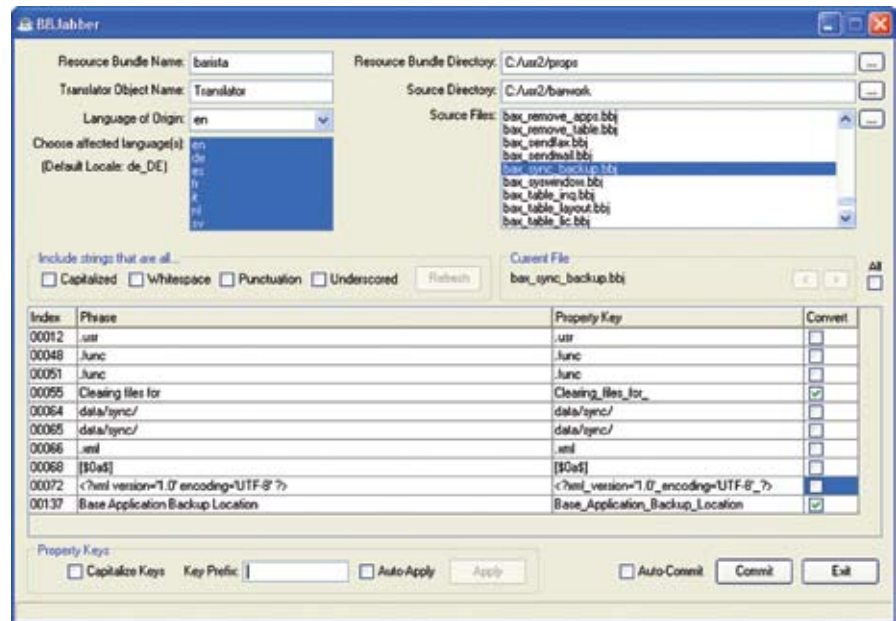 BBJabber
Resource Bundle Name: barista
Resource Bundle Directory: C:/usr2/props
...
Translator Object Name: Translator
Source Directory: C:/usr2/barwork
...
Language of Origin: en
Source Files:
...
Choose affected language(s):
(Default Locale: de_DE)
en
de
es
fr
it
nl
sv
bax_remove_apps.bbj
bax_remove_table.bbj
bax_sendfax.bbj
bax_sendmail.bbj
bax_sync_backup.bbj
bax_syswindow.bbj
bax_table_inq.bbj
bax_table_layout.bbj
bax_table_lic.bbj
Include strings that are all...
Capitalized Whitespace Punctuation Underscored Refresh
Current File
bax_sync_backup.bbj < >
All
Index Phrase Property Key Convert
00012 .usr .usr
00048 .func .func
00051 .func .func
00055 Clearing files for Clearing_files_for_
00064 data/sync/ data/sync/
00065 data/sync/ data/sync/
00066 .xml .xml
00068 [$0a$] [$0a$]
00072 <?xml version='1.0' encoding='UTF-8' ?> <?xml_version='1.0'_encoding='UTF-8'_?>
00137 Base Application Backup Location Base_Application_Backup_Location
Property Keys
Capitalize Keys Key Prefix: Auto-Apply Apply
Auto-Commit Commit Exit